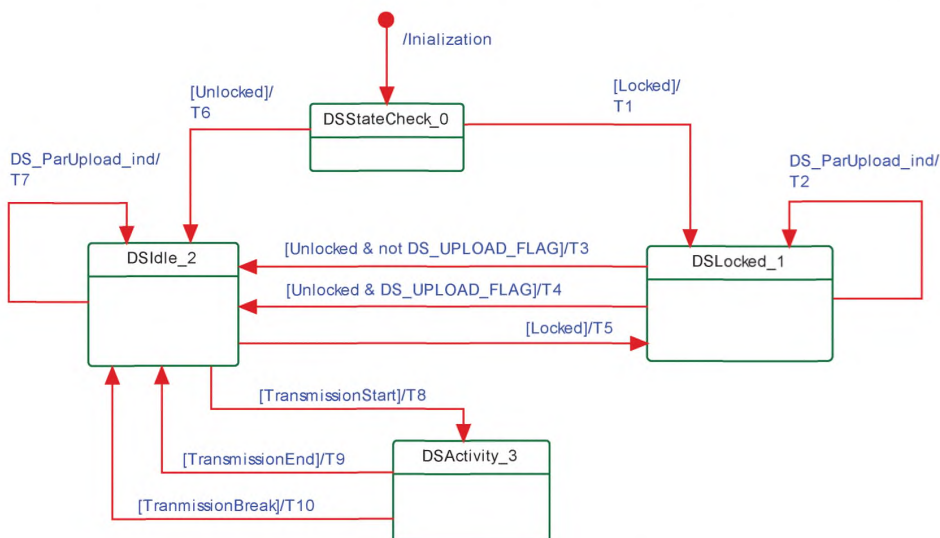 /Inialization
[Unlocked]/
T6
[Locked]/
T1
DSStateCheck_0
DS_ParUpload_ind/
T7
DS_ParUpload_ind/
T2
DSIdle_2
[Unlocked & not DS_UPLOAD_FLAG]/T3
DSLocked_1
[Unlocked & DS_UPLOAD_FLAG]/T4
[Locked]/T5
[TransmissionStart]/T8
DSActivity_3
[TransmissionEnd]/T9
[TranmissionBreak]/T10